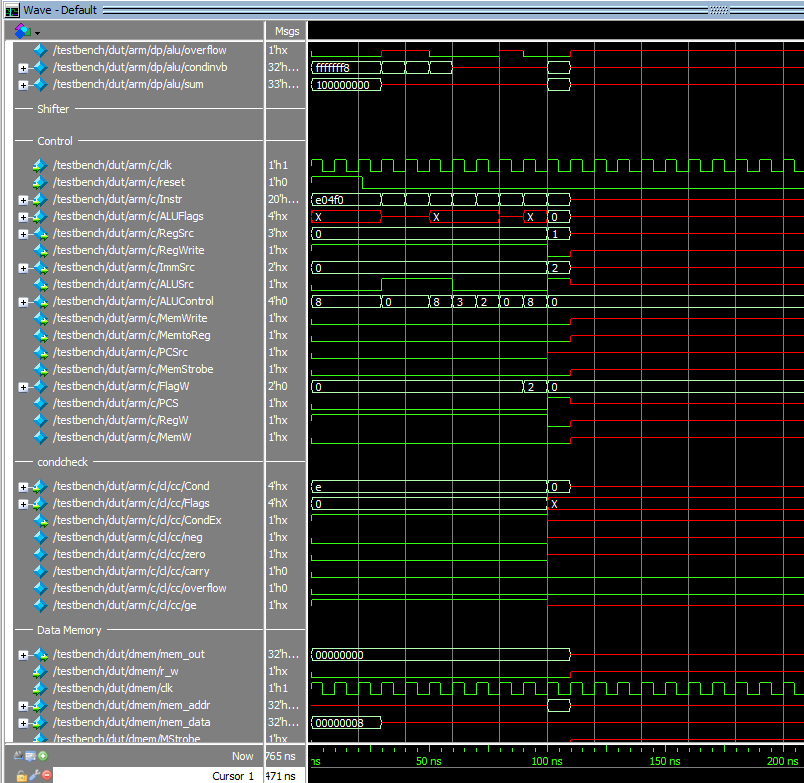 Wave - Default
Msgs
/testbench/dut/arm/dp/alu/overflow 1'hx
/testbench/dut/arm/dp/alu/condinvb 32'h... fffffff8
/testbench/dut/arm/dp/alu/sum 33'h... 100000000
Shifter
Control
/testbench/dut/arm/c/clk 1'h1
/testbench/dut/arm/c/reset 1'h0
/testbench/dut/arm/c/Instr 20'h... e04f0
/testbench/dut/arm/c/ALUFlags 4'hx X X X 0
/testbench/dut/arm/c/RegSrc 3'hx 0 1
/testbench/dut/arm/c/RegWrite 1'hx
/testbench/dut/arm/c/ImmSrc 2'hx 0 2
/testbench/dut/arm/c/ALUSrc 1'hx
/testbench/dut/arm/c/ALUControl 4'h0 8 0 8 3 2 0 8 0
/testbench/dut/arm/c/MemWrite 1'hx
/testbench/dut/arm/c/MemtoReg 1'hx
/testbench/dut/arm/c/PCSrc 1'hx
/testbench/dut/arm/c/MemStrobe 1'hx
/testbench/dut/arm/c/FlagW 2'h0 0 2 0
/testbench/dut/arm/c/PCS 1'hx
/testbench/dut/arm/c/RegW 1'hx
/testbench/dut/arm/c/MemW 1'hx
condcheck
/testbench/dut/arm/c/cl/cc/Cond 4'hx e 0
/testbench/dut/arm/c/cl/cc/Flags 4'hX 0 X
/testbench/dut/arm/c/cl/cc/CondEx 1'hx
/testbench/dut/arm/c/cl/cc/neg 1'hx
/testbench/dut/arm/c/cl/cc/zero 1'hx
/testbench/dut/arm/c/cl/cc/carry 1'h0
/testbench/dut/arm/c/cl/cc/overflow 1'h0
/testbench/dut/arm/c/cl/cc/ge 1'hx
Data Memory
/testbench/dut/dmem/mem_out 32'h... 00000000
/testbench/dut/dmem/r_w 1'hx
/testbench/dut/dmem/clk 1'h1
/testbench/dut/dmem/mem_addr 32'h...
/testbench/dut/dmem/mem_data 32'h... 00000008
/testbench/dut/dmem/MStrobe 1'hx
Now 765 ns ns 50 ns 100 ns 150 ns 200 ns
Cursor 1 471 ns